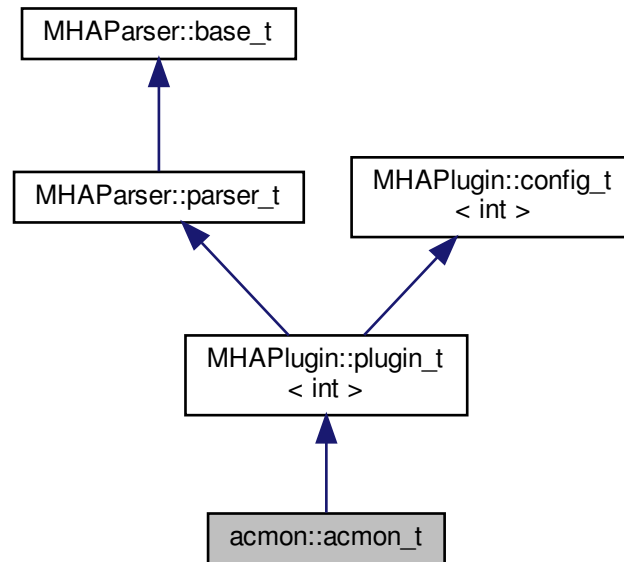 MHAParser::base_t
MHAParser::parser_t
MHAPlugin::config_t
< int >
MHAPlugin::plugin_t
< int >
acmon::acmon_t